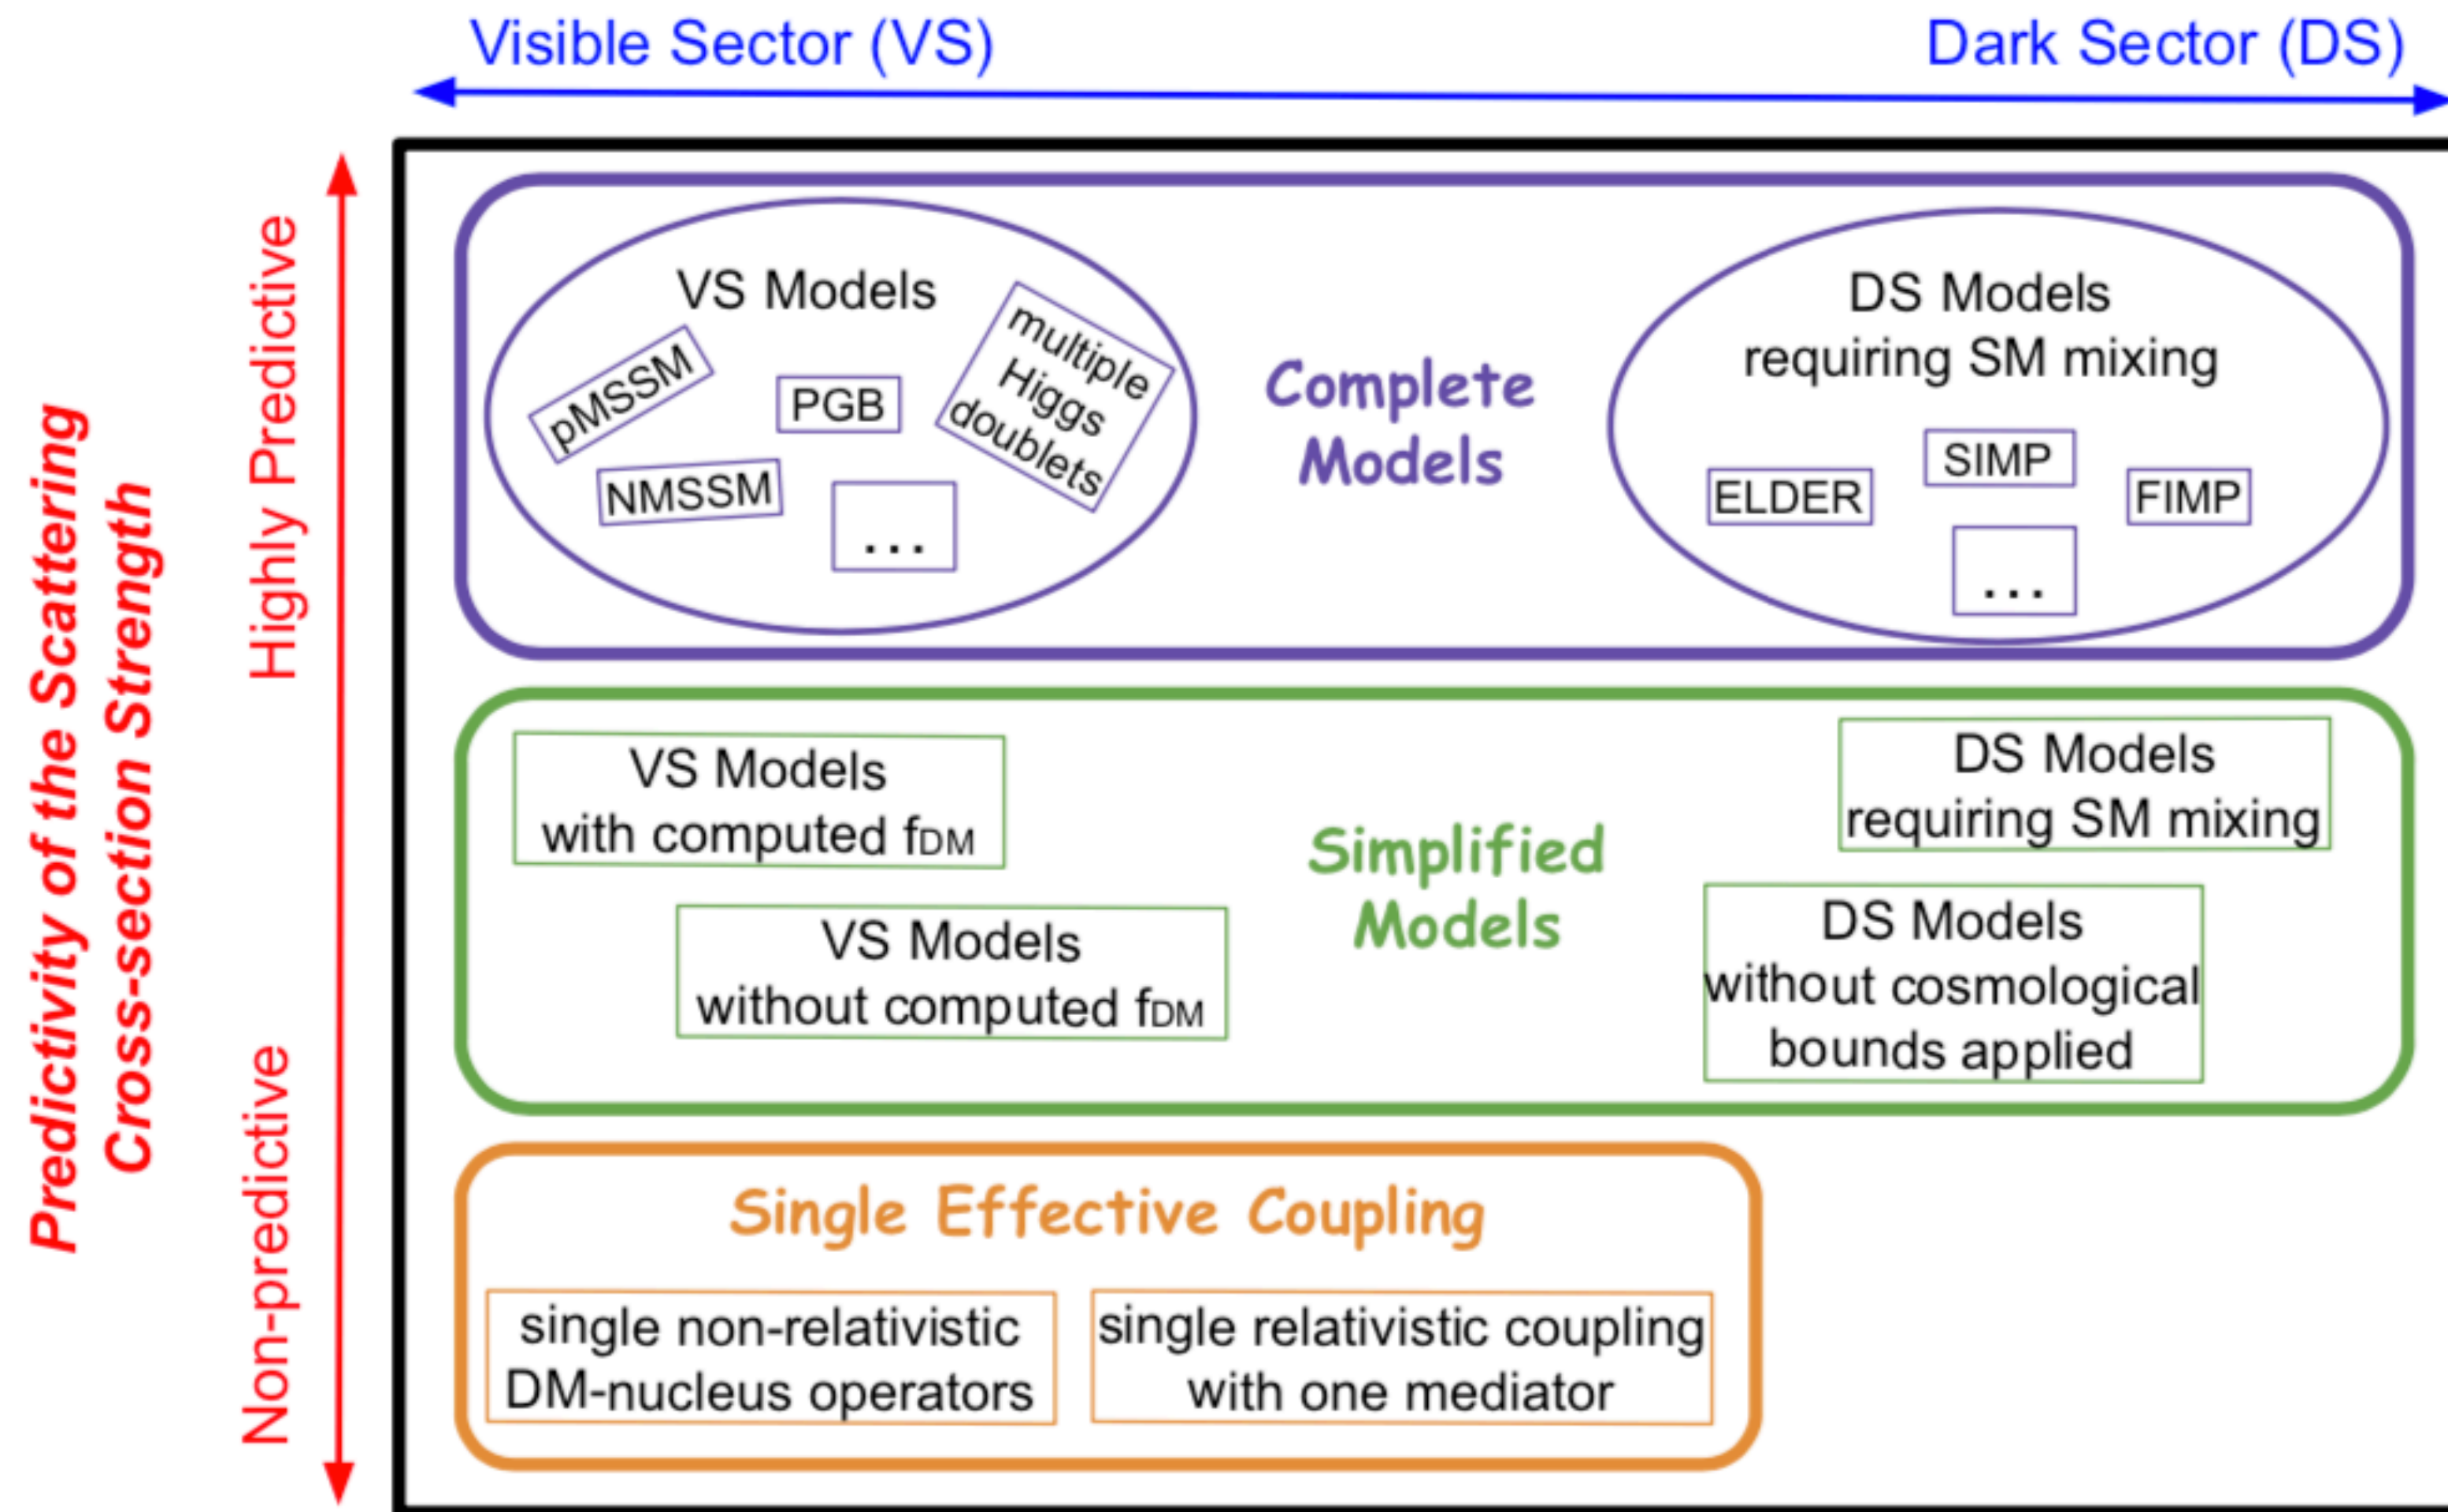 Visible Sector (VS)
Dark Sector (DS)
Predictivity of the Scattering
Cross-section Strength
Highly Predictive
Non-predictive
VS Models
pMSSM
PGB
multiple
Higgs
doublets
NMSSM
...
Complete
Models
DS Models
requiring SM mixing
SIMP
ELDER
FIMP
...
VS Models
with computed fDM
VS Models
without computed fDM
Simplified
Models
DS Models
requiring SM mixing
DS Models
without cosmological
bounds applied
Single Effective Coupling
single non-relativistic
DM-nucleus operators
single relativistic coupling
with one mediator